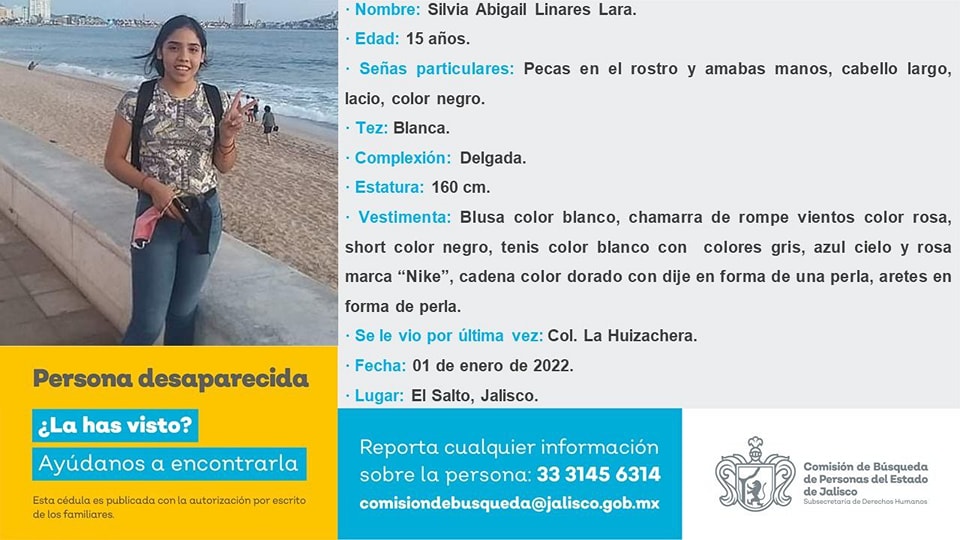 · Nombre: Silvia Abigail Linares Lara.
· Edad: 15 años.
· Señas particulares: Pecas en el rostro y amabas manos, cabello largo,
lacio, color negro.
· Tez: Blanca.
· Complexión: Delgada.
· Estatura: 160 cm.
· Vestimenta: Blusa color blanco, chamarra de rompe vientos color rosa,
short color negro, tenis color blanco con colores gris, azul cielo y rosa
marca “Nike”, cadena color dorado con dije en forma de una perla, aretes en
forma de perla.
· Se le vio por última vez: Col. La Huizachera.
· Fecha: 01 de enero de 2022.
· Lugar: El Salto, Jalisco.
Persona desaparecida
¿La has visto?
Ayúdanos a encontrarla
Esta cédula es publicada con la autorización por escrito
de los familiares.
Reporta cualquier información
sobre la persona: 33 3145 6314
comisiondebusqueda@jalisco.gob.mx
Comisión de Búsqueda
de Personas del Estado
de Jalisco
Subsecretaría de Derechos Humanos